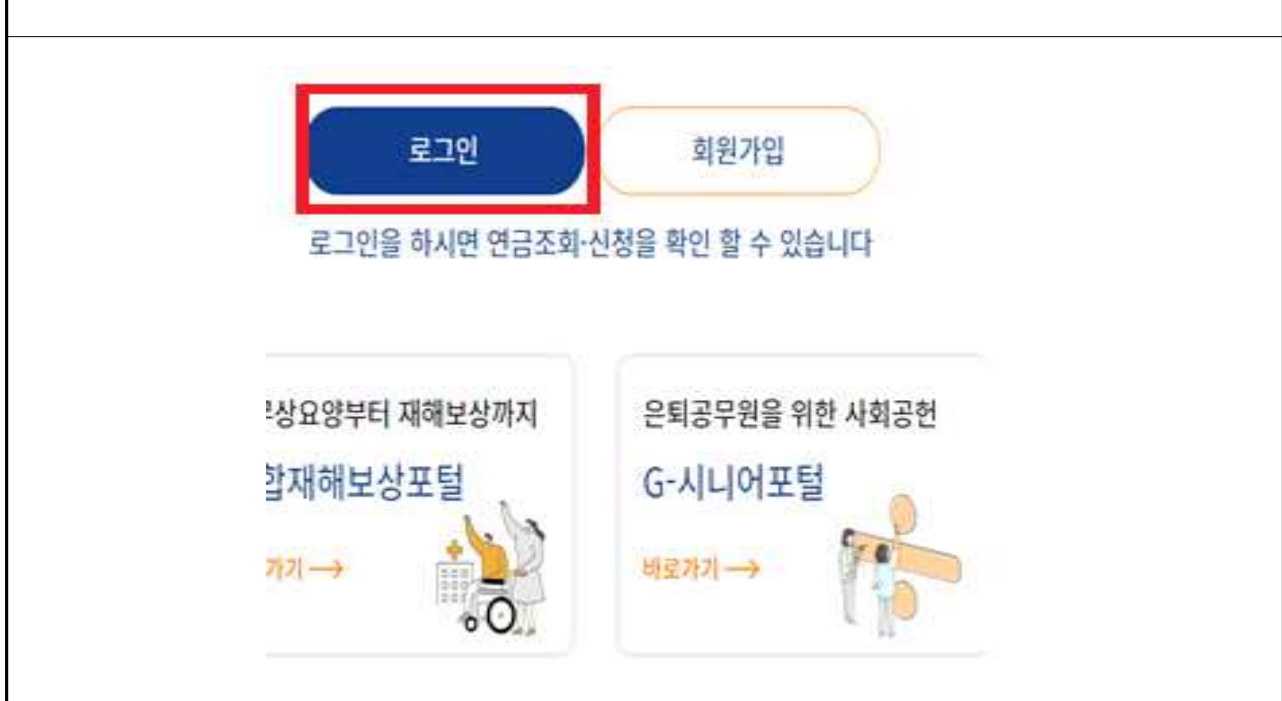 로그인
회원가입
로그인을 하시면 연금조회·신청을 확인 할 수 있습니다
상요양부터 재해보상까지
합재해보상포털
가기 →
은퇴공무원을 위한 사회공헌
G-시니어포털
바로가기 →